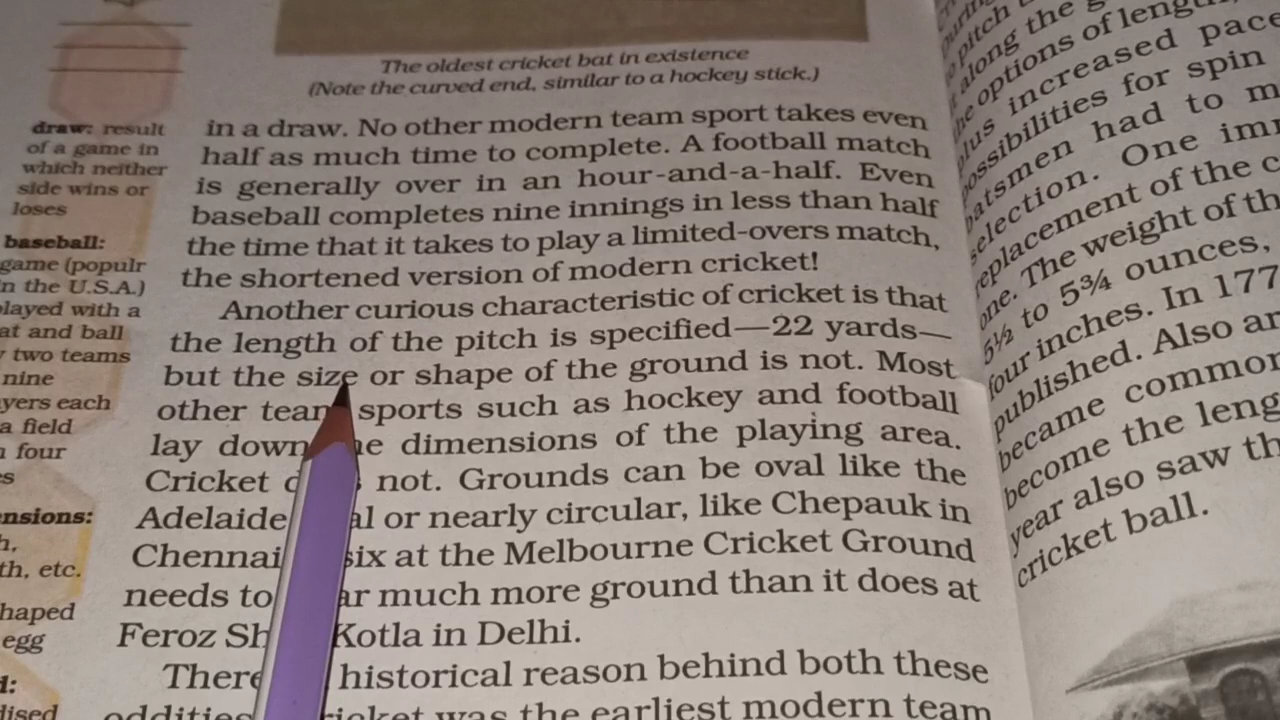 The oldest cricket bat in existence
(Note the curved end, similar to a hockey stick.)
draw: result
of a game in
which neither
side wins or
loses
baseball:
game (populr
n the U.S.A.)
played with a
at and ball
two teams
nine
yers each
a field
four
nsions:
th, etc.
haped
egg
in a draw. No other modern team sport takes even
half as much time to complete. A football match
is generally over in an hour-and-a-half. Even
baseball completes nine innings in less than half
the time that it takes to play a limited-overs match,
the shortened version of modern cricket!
Another curious characteristic of cricket is that
the length of the pitch is specified—22 yards—
but the size or shape of the ground is not. Most
other team sports such as hockey and football
lay down dimensions of the playing area.
Cricket not. Grounds can be oval like the
Adelaide al or nearly circular, like Chepauk in
Chennai six at the Melbourne Cricket Ground
needs to ar much more ground than it does at
Feroz Sh Kotla in Delhi.
There historical reason behind both these
oddities ricket was the earliest modern team
pitch
along the
the options of length,
plus increased pace
possibilities for spin
batsmen had to m
selection. One imp
replacement of the c
one. The weight of th
5½ to 5¾ ounces,
four inches. In 177
published. Also ar
became common
become the leng
year also saw th
cricket ball.